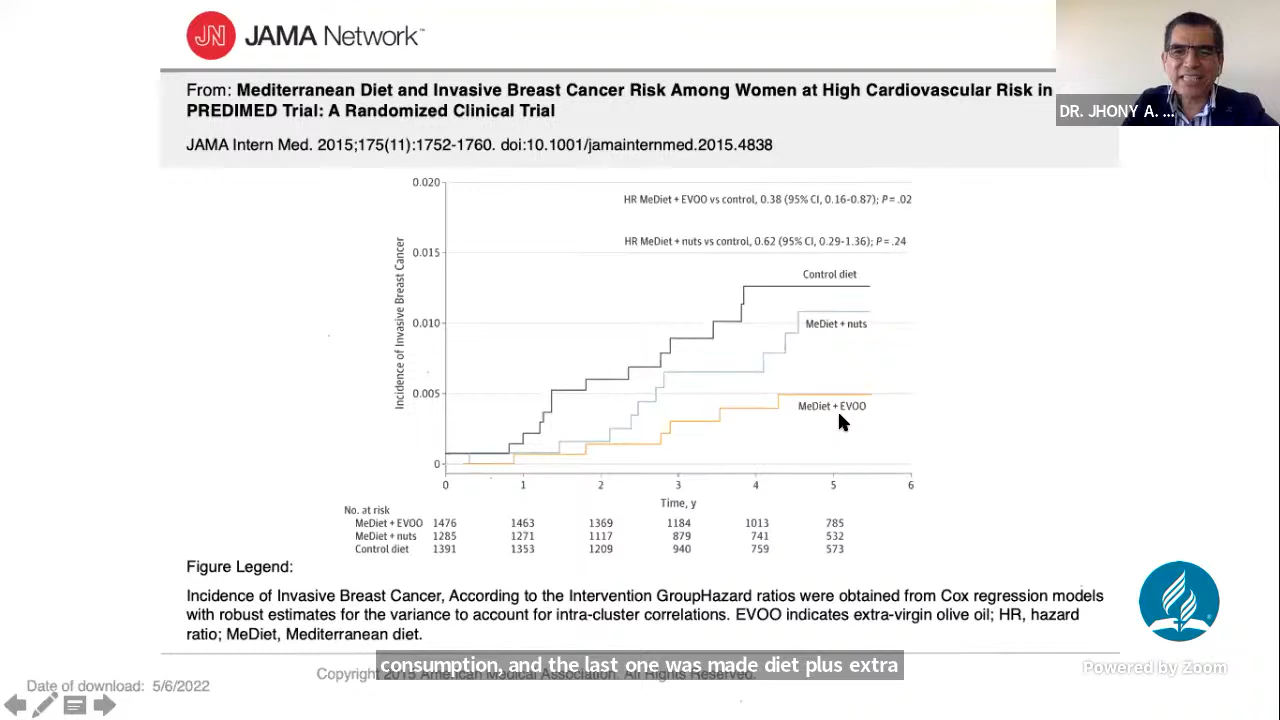 JN JAMA Network™
From: Mediterranean Diet and Invasive Breast Cancer Risk Among Women at High Cardiovascular Risk in
PREDIMED Trial: A Randomized Clinical Trial
JAMA Intern Med. 2015;175(11):1752-1760. doi:10.1001/jamainternmed.2015.4838
DR. JHONY A. ...
HR MeDiet + EVOO vs control, 0.38 (95% CI, 0.16-0.87); P = .02
HR MeDiet + nuts vs control, 0.62 (95% CI, 0.29-1.36); P = .24
Incidence of Invasive Breast Cancer
0.020
0.015
0.010
0.005
0
Control diet
MeDiet + nuts
MeDiet + EVOO
0 1 2 3 4 5 6
Time, y
No. at risk
MeDiet + EVOO 1476 1463 1369 1184 1013 785
MeDiet + nuts 1285 1271 1117 879 741 532
Control diet 1391 1353 1209 940 759 573
Figure Legend:
Incidence of Invasive Breast Cancer, According to the Intervention GroupHazard ratios were obtained from Cox regression models
with robust estimates for the variance to account for intra-cluster correlations. EVOO indicates extra-virgin olive oil; HR, hazard
ratio; MeDiet, Mediterranean diet.
consumption, and the last one was made diet plus extra
Copyright 2015 American Medical Association. All Rights Reserved.
Powered by Zoom
Date of download: 5/6/2022